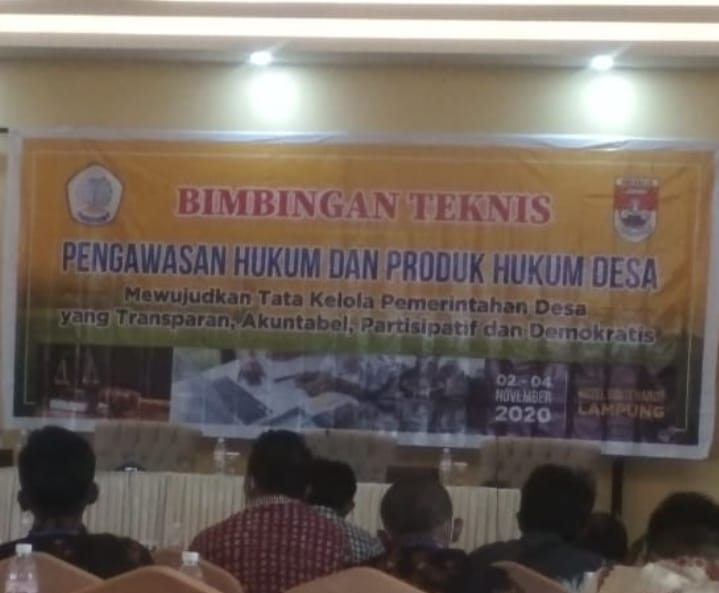 BIMBINGAN TEKNIS
PENGAWASAN HUKUM DAN PRODUK HUKUM DESA
Mewujudkan Tata Kelola Pemerintahan Desa
yang Transparan, Akuntabel, Partisipatif dan Demokratis
02 - 04
NOVEMBER
2020
HOTEL
LAMPUNG